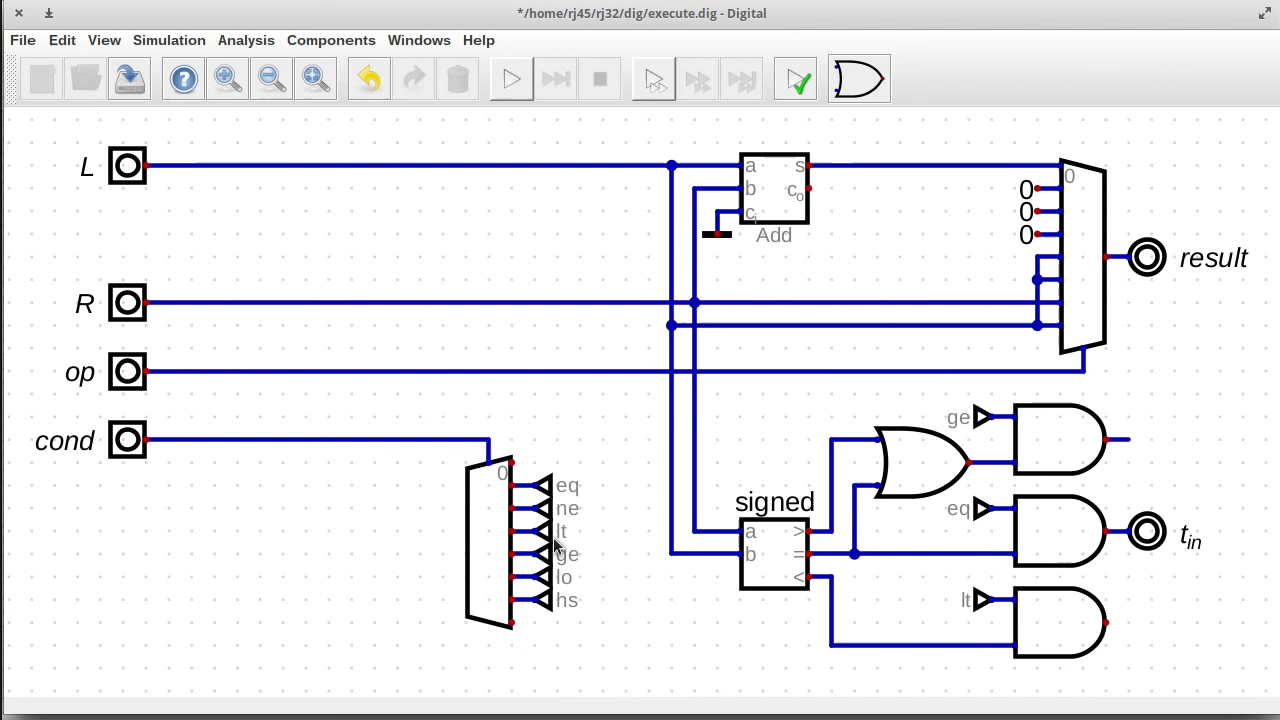 */home/rj45/rj32/dig/execute.dig - Digital
File Edit View Simulation Analysis Components Windows Help
L
a s
b co
ci
Add
0
0
0
0
result
R
op
cond
0
eq
ne
lt
ge
lo
hs
signed
a >
b =
<
ge
eq
tin
lt